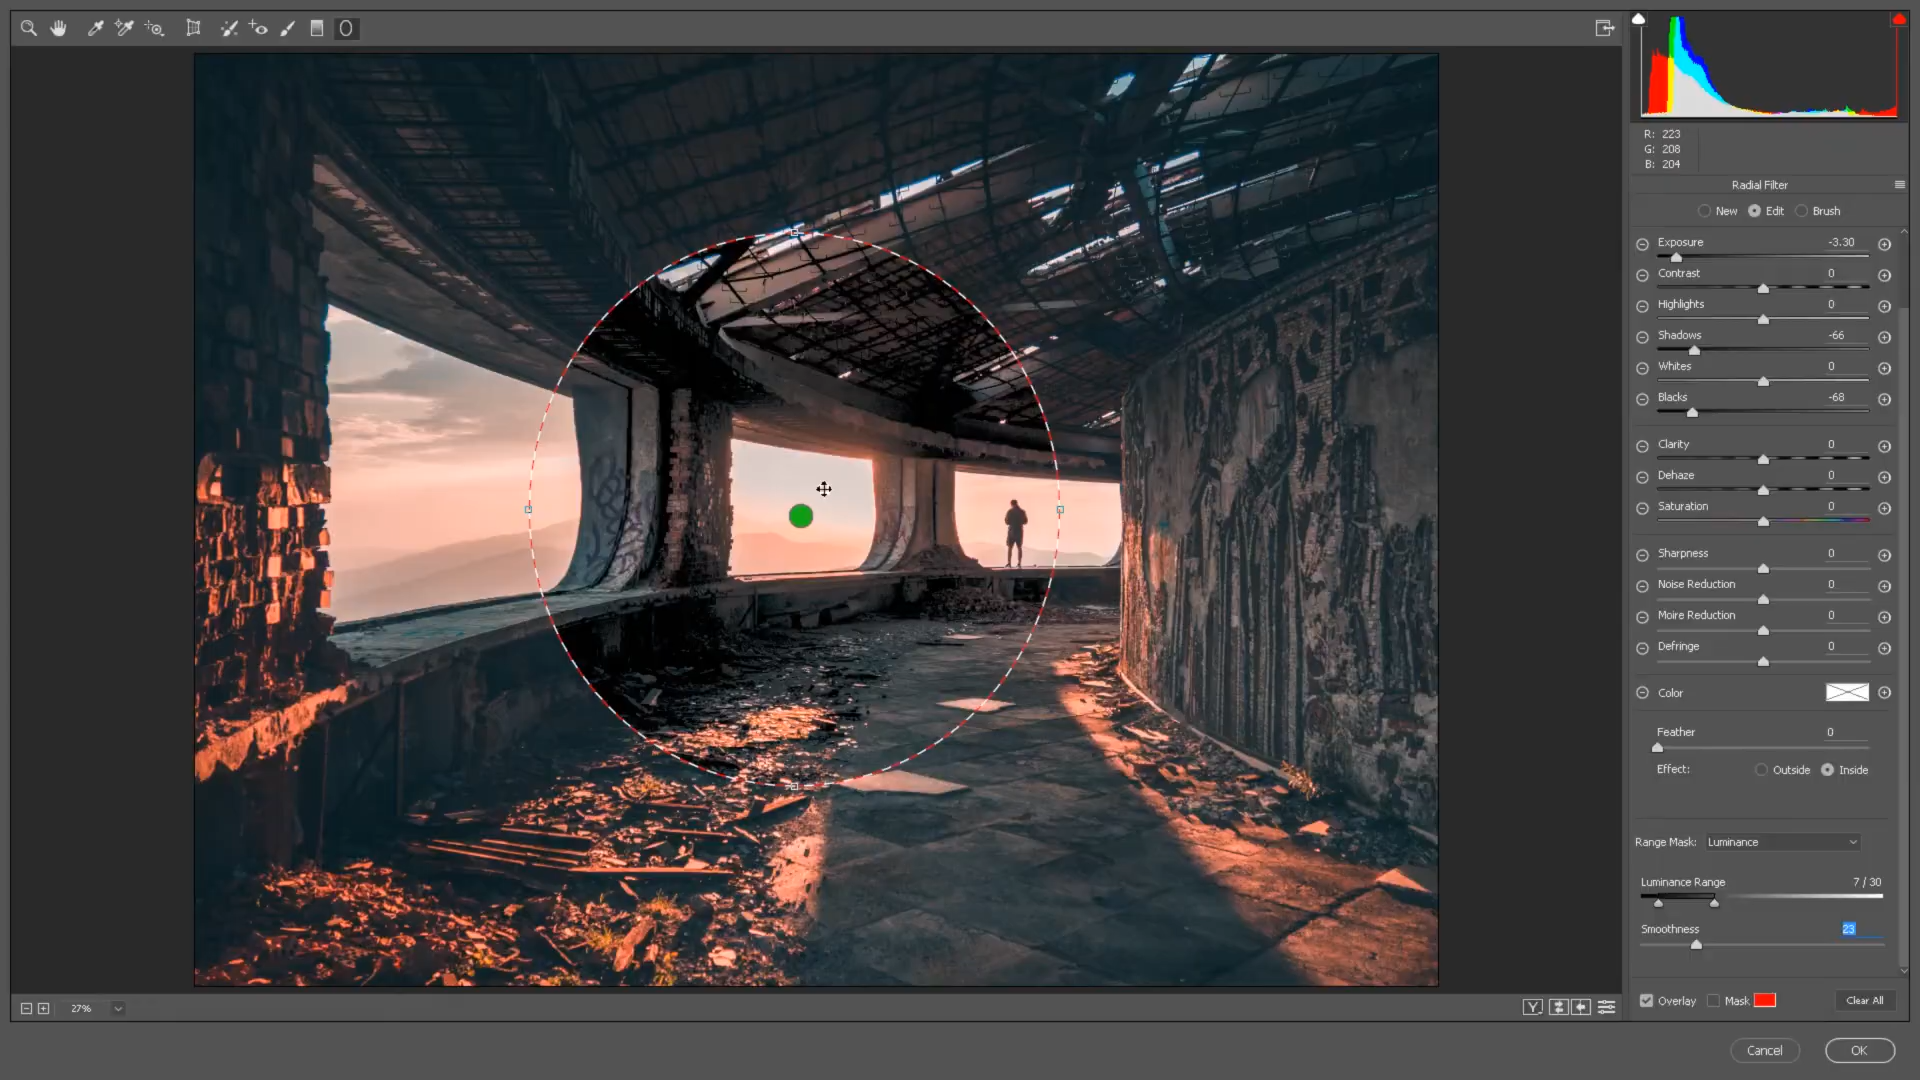 R: 223
G: 208
B: 204
Radial Filter
New Edit Brush
Exposure -3.30
Contrast 0
Highlights 0
Shadows -66
Whites 0
Blacks -68
Clarity 0
Dehaze 0
Saturation 0
Sharpness 0
Noise Reduction 0
Moire Reduction 0
Defringe 0
Color
Feather 0
Effect: Outside Inside
Range Mask: Luminance
Luminance Range 7 / 30
Smoothness 23
27% Y Overlay Mask Clear All
Cancel OK